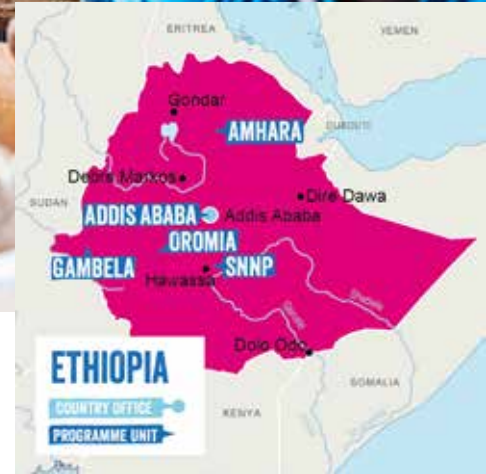 ERITREA
YEMEN
Gondar
AMHARA
DJIBOUTI
Debre Markos
SUDAN
Dire Dawa
ADDIS ABABA
Addis Ababa
OROMIA
GAMBELA
SNNP
Hawassa
Dolo Odo
ETHIOPIA
SOMALIA
COUNTRY OFFICE
KENYA
PROGRAMME UNIT